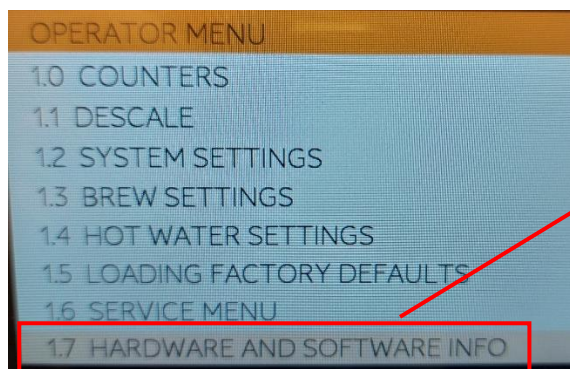 OPERATOR MENU
1.0 COUNTERS
1.1 DESCALE
1.2 SYSTEM SETTINGS
1.3 BREW SETTINGS
1.4 HOT WATER SETTINGS
1.5 LOADING FACTORY DEFAULTS
1.6 SERVICE MENU
1.7 HARDWARE AND SOFTWARE INFO